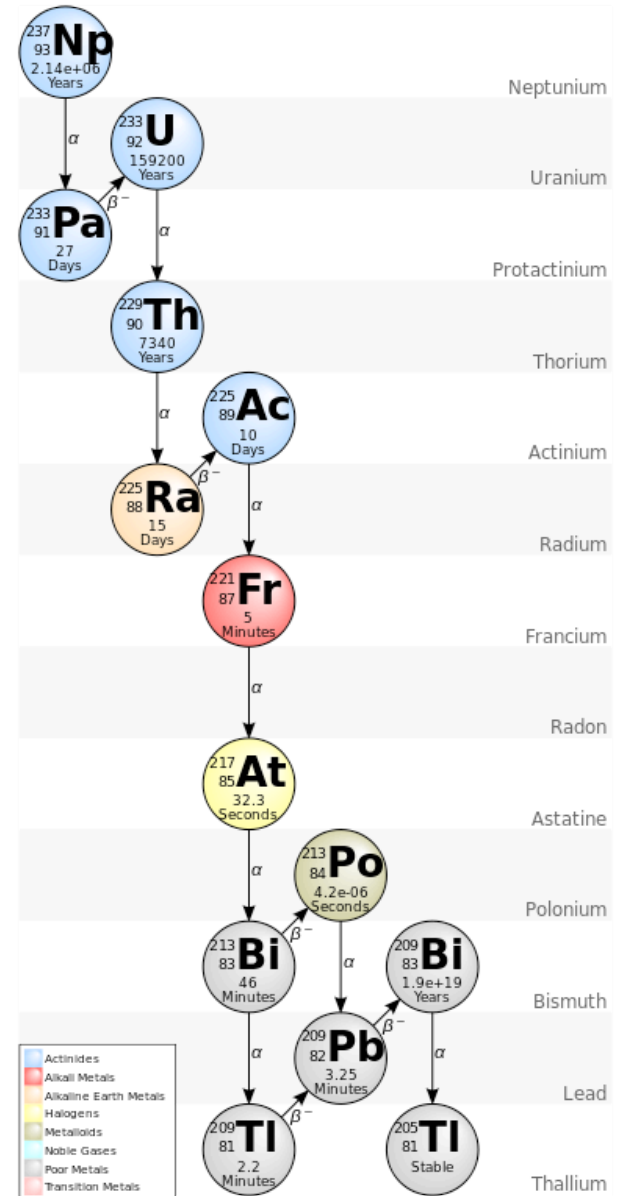 237
93
Np
2.14e+06
Years
Neptunium
α
233
92
U
159200
Years
Uranium
β⁻
233
91
Pa
27
Days
α
Protactinium
229
90
Th
7340
Years
Thorium
α
225
89
Ac
10
Days
Actinium
β⁻
225
88
Ra
15
Days
α
Radium
221
87
Fr
5
Minutes
Francium
α
Radon
217
85
At
32.3
Seconds
Astatine
α
213
84
Po
4.2e-06
Seconds
Polonium
β⁻
213
83
Bi
46
Minutes
α
209
83
Bi
1.9e+19
Years
Bismuth
β⁻
α
209
82
Pb
3.25
Minutes
α
Lead
β⁻
209
81
Tl
2.2
Minutes
205
81
Tl
Stable
Thallium
Actinides
Alkali Metals
Alkaline Earth Metals
Halogens
Metalloids
Noble Gases
Poor Metals
Transition Metals